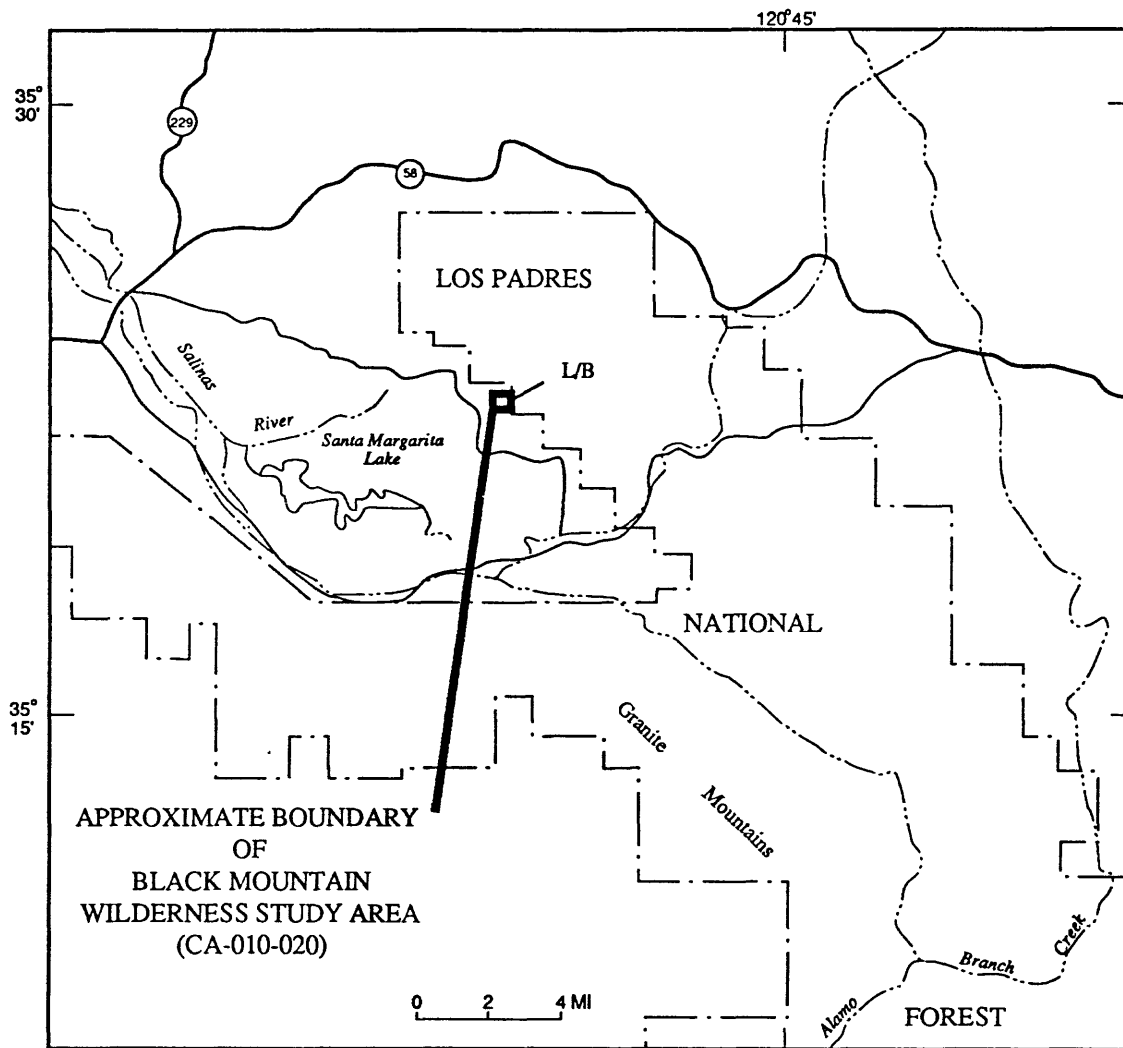 120°45'
35°
30'
229
58
LOS PADRES
L/B
Salinas
River
Santa Margarita
Lake
NATIONAL
35°
15'
Granite
Mountains
APPROXIMATE BOUNDARY
OF
BLACK MOUNTAIN
WILDERNESS STUDY AREA
(CA-010-020)
0 2 4 MI
Alamo
Branch
Creek
FOREST